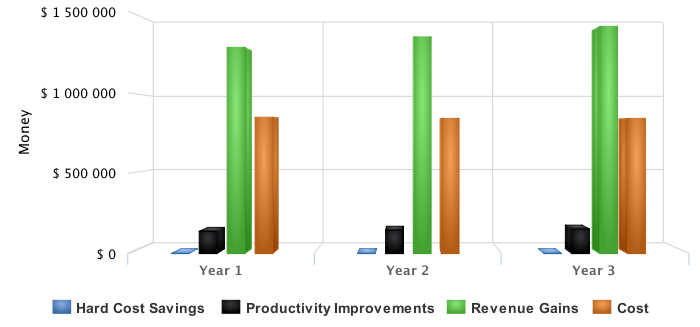 $ 1 500 000
$ 1 000 000
Money
$ 500 000
$ 0
Year 1 Year 2 Year 3
Hard Cost Savings Productivity Improvements Revenue Gains Cost